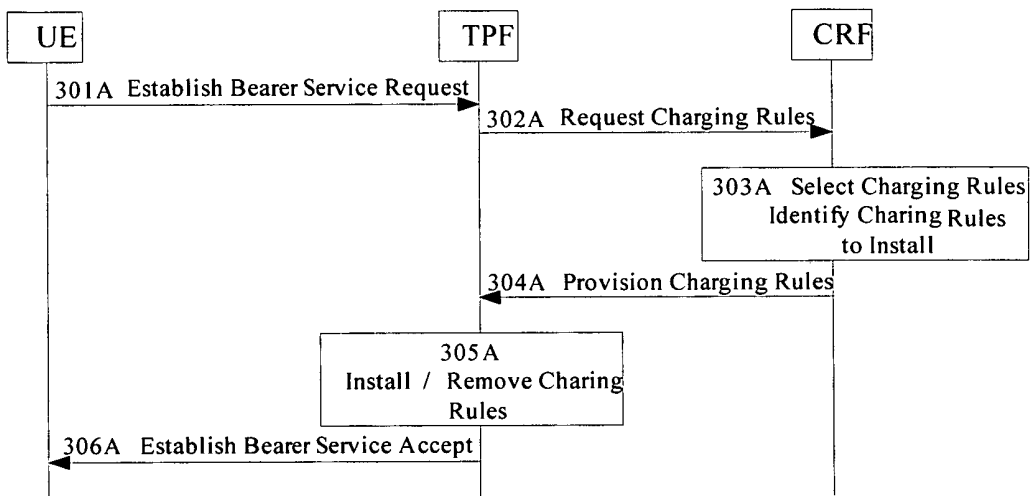 UE
TPF
CRF
301A Establish Bearer Service Request
302A Request Charging Rules
303A Select Charging Rules
Identify Charing Rules
to Install
304A Provision Charging Rules
305A
Install / Remove Charing
Rules
306A Establish Bearer Service Accept